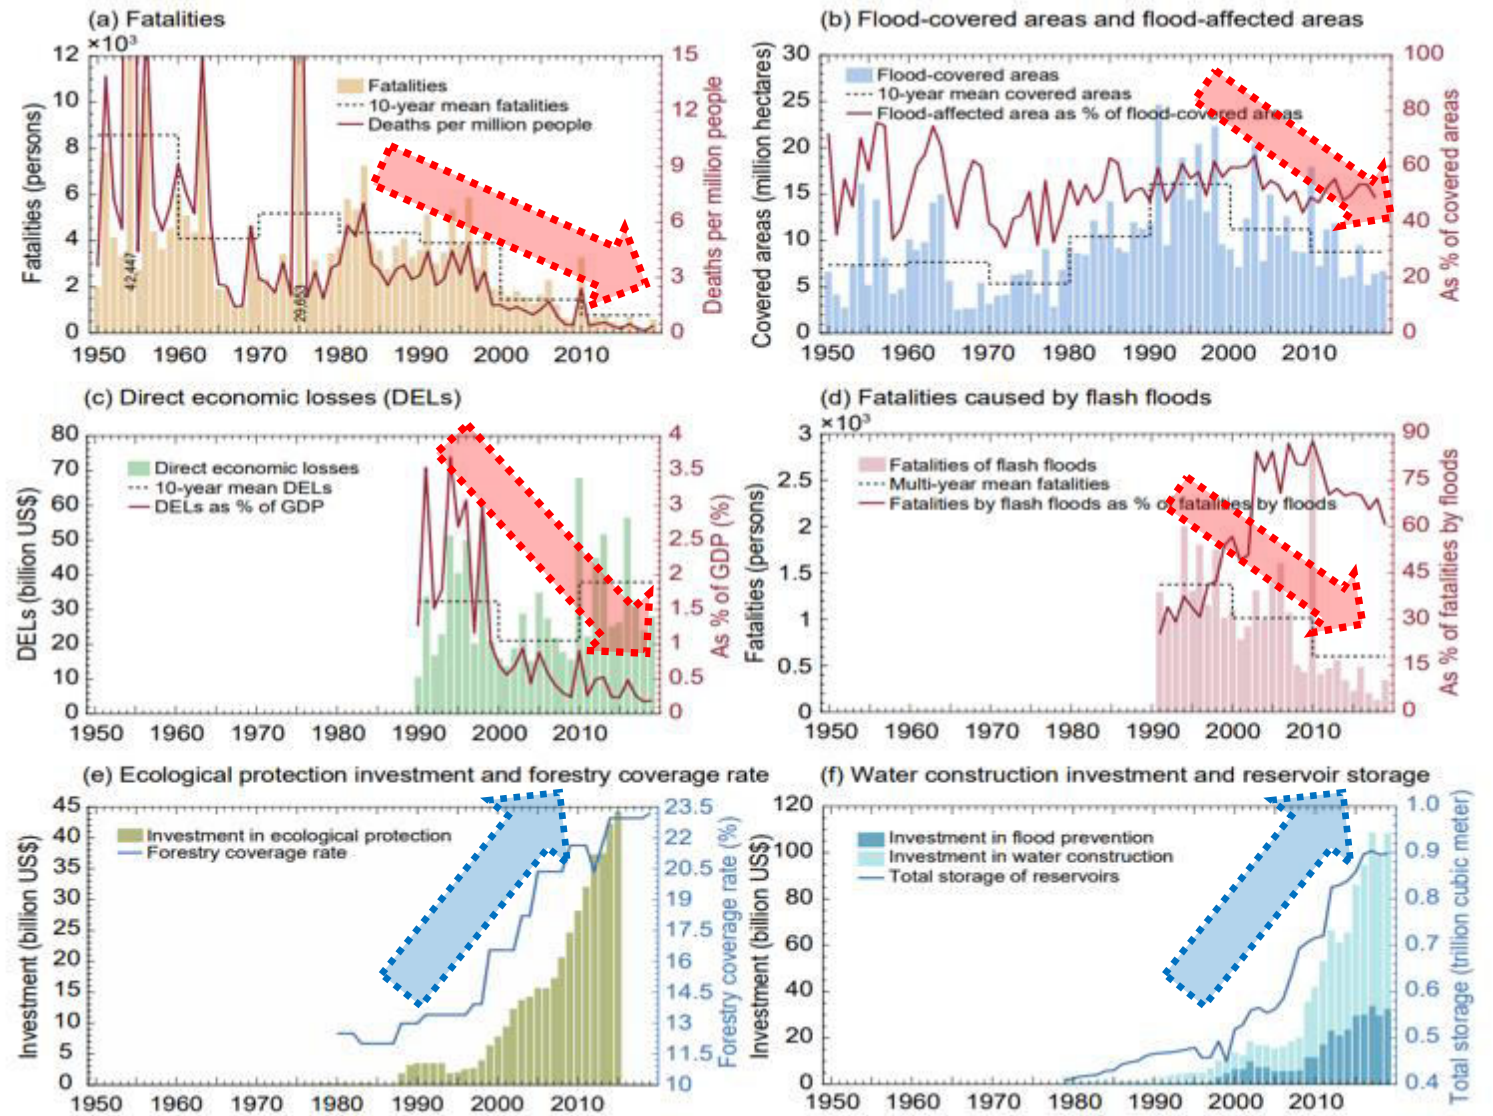 (a) Fatalities
×10³
12
10
8
6
4
2
0
Fatalities (persons)
Fatalities
10-year mean fatalities
Deaths per million people
42,447
29,653
15
12
9
6
3
0
Deaths per million people
1950 1960 1970 1980 1990 2000 2010
(b) Flood-covered areas and flood-affected areas
30
25
20
15
10
5
0
Covered areas (million hectares)
Flood-covered areas
10-year mean covered areas
Flood-affected area as % of flood-covered areas
100
80
60
40
20
0
As % of covered areas
1950 1960 1970 1980 1990 2000 2010
(c) Direct economic losses (DELs)
80
70
60
50
40
30
20
10
0
DELs (billion US$)
Direct economic losses
10-year mean DELs
DELs as % of GDP
4
3.5
3
2.5
2
1.5
1
0.5
0
As % of GDP (%)
1950 1960 1970 1980 1990 2000 2010
(d) Fatalities caused by flash floods
×10³
3
2.5
2
1.5
1
0.5
0
Fatalities (persons)
Fatalities of flash floods
Multi-year mean fatalities
Fatalities by flash floods as % of fatalities by floods
90
75
60
45
30
15
0
As % of fatalities by floods
1950 1960 1970 1980 1990 2000 2010
(e) Ecological protection investment and forestry coverage rate
45
40
35
30
25
20
15
10
5
0
Investment (billion US$)
Investment in ecological protection
Forestry coverage rate
23.5
22
20.5
19
17.5
16
14.5
13
11.5
10
Forestry coverage rate (%)
1950 1960 1970 1980 1990 2000 2010
(f) Water construction investment and reservoir storage
120
100
80
60
40
20
0
Investment (billion US$)
Investment in flood prevention
Investment in water construction
Total storage of reservoirs
1.0
0.9
0.8
0.7
0.6
0.5
0.4
Total storage (trillion cubic meter)
1950 1960 1970 1980 1990 2000 2010